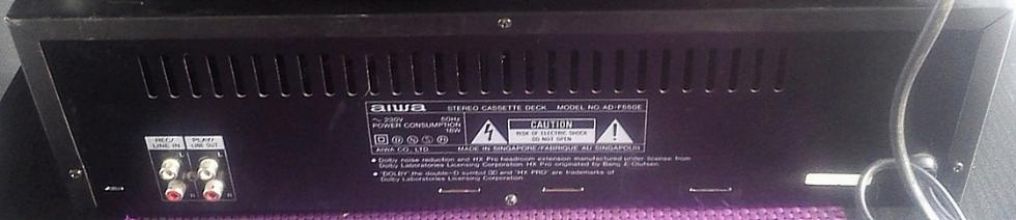 REC/ PLAY/
LINE IN LINE OUT
L L
R R
aiwa STEREO CASSETTE DECK MODEL NO. AD-F550E
~ 230V 50Hz
POWER CONSUMPTION
18W
CAUTION
RISK OF ELECTRIC SHOCK
DO NOT OPEN
AIWA CO., LTD. MADE IN SINGAPORE/FABRIQUE AU SINGAPOUR
● Dolby noise reduction and HX Pro headroom extension manufactured under license from
Dolby Laboratories Licensing Corporation. HX Pro originated by Bang & Olufsen.
● "DOLBY", the double-D symbol and "HX PRO" are trademarks of
Dolby Laboratories Licensing Corporation.